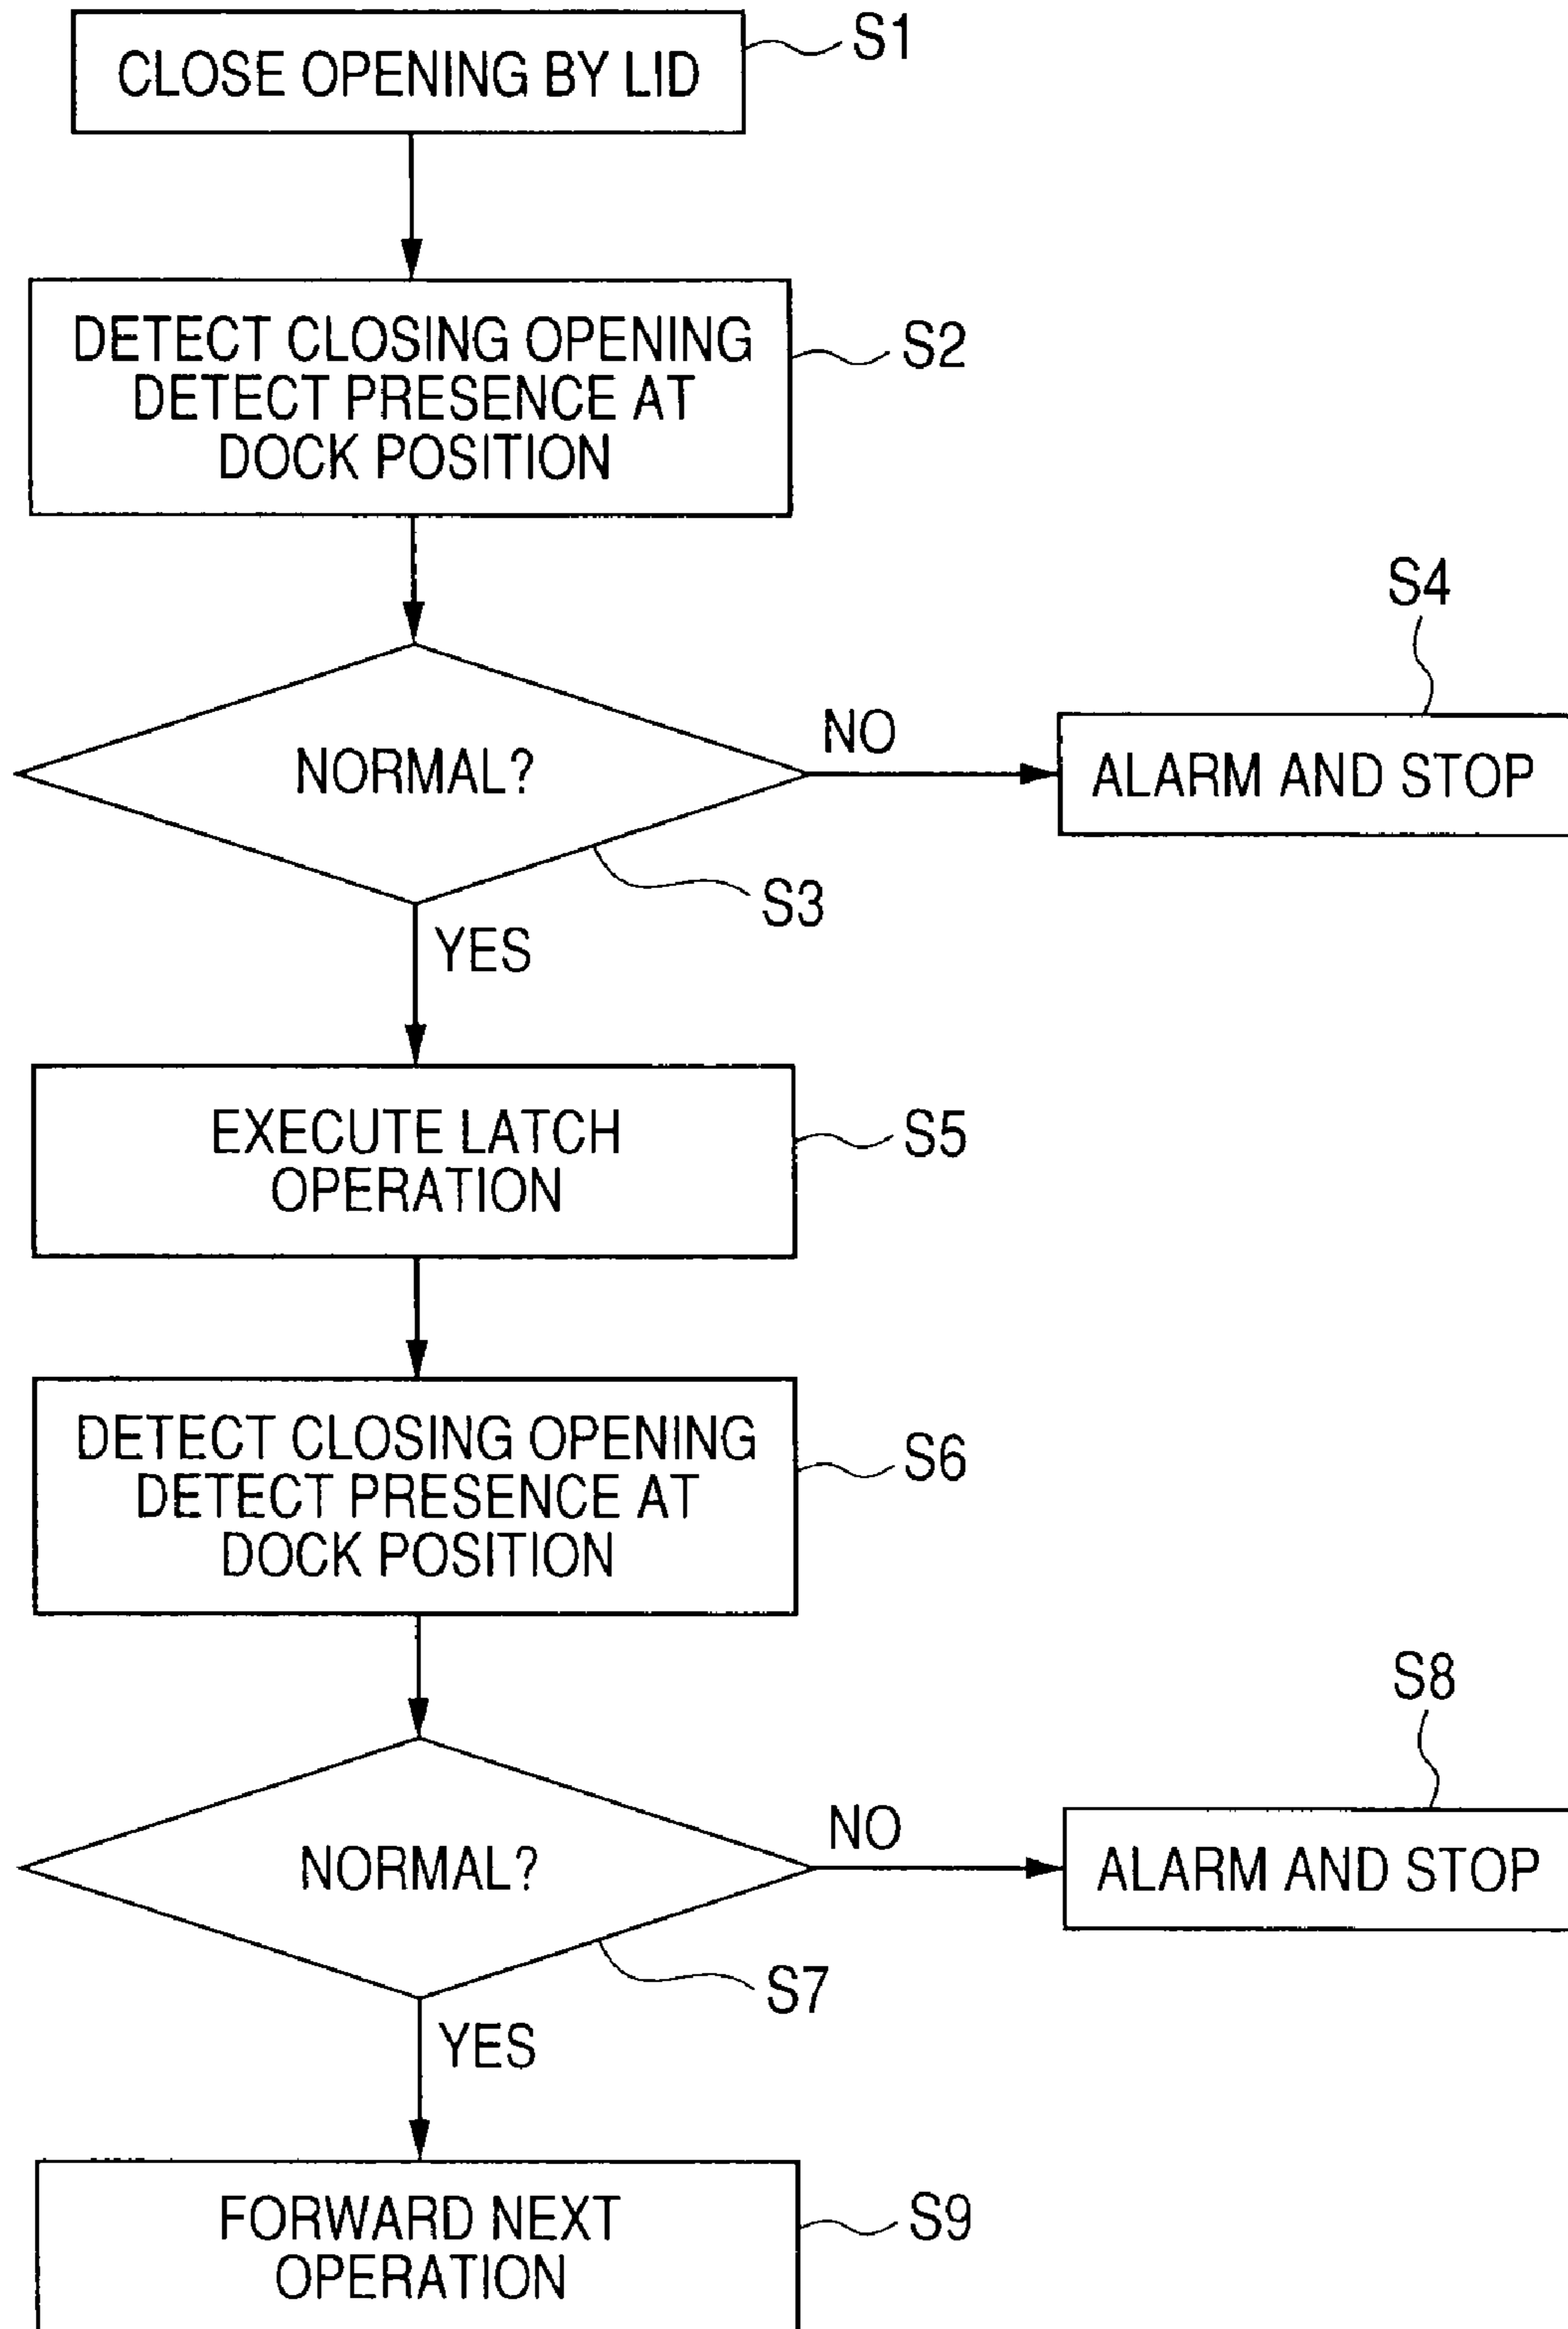 CLOSE OPENING BY LID
S1
DETECT CLOSING OPENING
DETECT PRESENCE AT
DOCK POSITION
S2
NORMAL?
S3
NO
S4
ALARM AND STOP
YES
EXECUTE LATCH
OPERATION
S5
DETECT CLOSING OPENING
DETECT PRESENCE AT
DOCK POSITION
S6
NORMAL?
S7
NO
S8
ALARM AND STOP
YES
FORWARD NEXT
OPERATION
S9